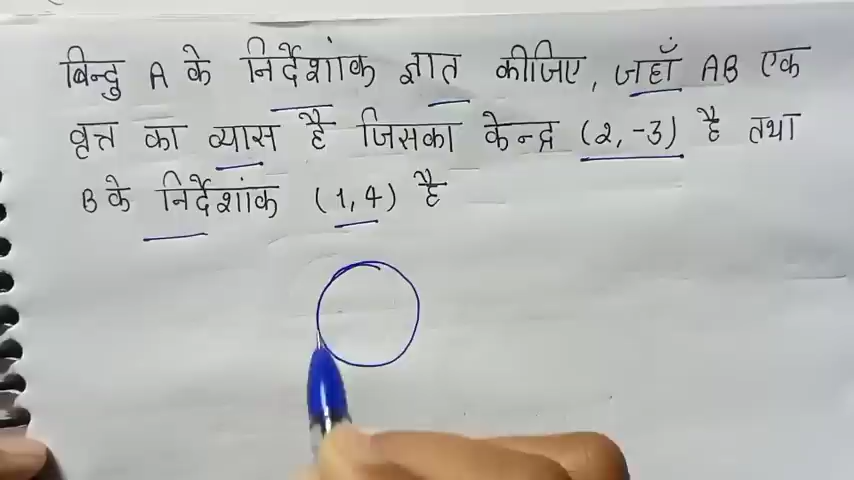 बिन्दु A के निर्देशांक ज्ञात कीजिए, जहाँ AB एक
वृत्त का व्यास है जिसका केन्द्र (2, -3) है तथा
B के निर्देशांक (1, 4) है